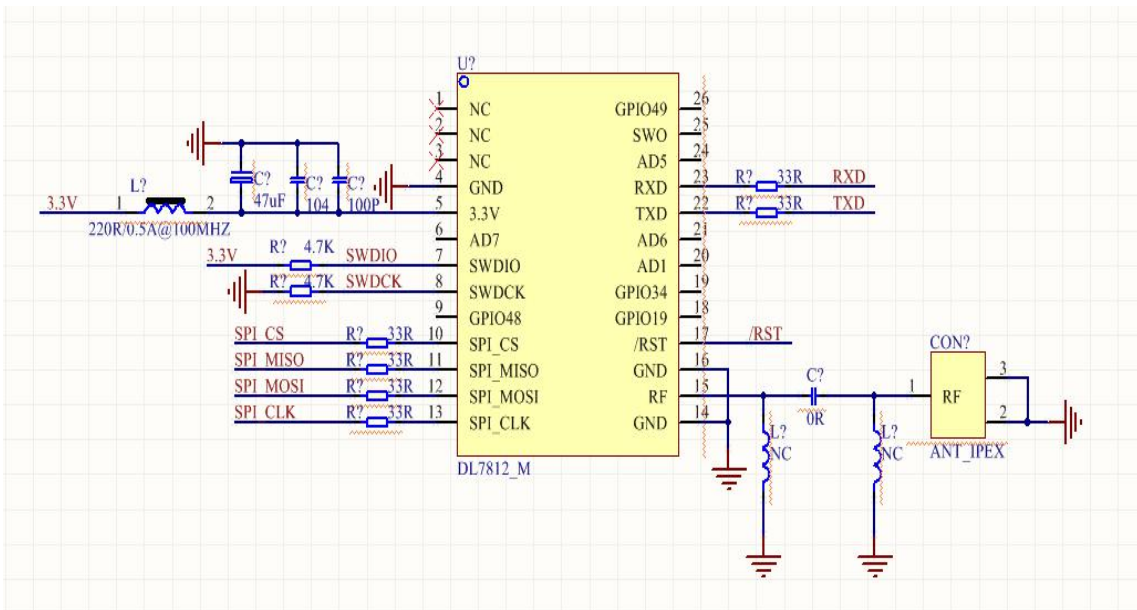 U?
1 NC
2 NC
3 NC
4 GND
5 3.3V
6 AD7
7 SWDIO
8 SWDCK
9 GPIO48
10 SPI_CS
11 SPI_MISO
12 SPI_MOSI
13 SPI_CLK
GPIO49 26
SWO 25
AD5 24
RXD 23
TXD 22
AD6 21
AD1 20
GPIO34 19
GPIO19 18
/RST 17
GND 16
RF 15
GND 14
DL7812_M
C? 47uF
C? 104
C? 100P
L?
3.3V 1 2
220R/0.5A@100MHZ
R? 4.7K
3.3V SWDIO
R? 4.7K SWDCK
SPI_CS R? 33R
SPI_MISO R? 33R
SPI_MOSI R? 33R
SPI_CLK R? 33R
R? 33R RXD
R? 33R TXD
/RST
C?
0R
L?
NC
L?
NC
CON?
1 RF 3
2
ANT_IPEX